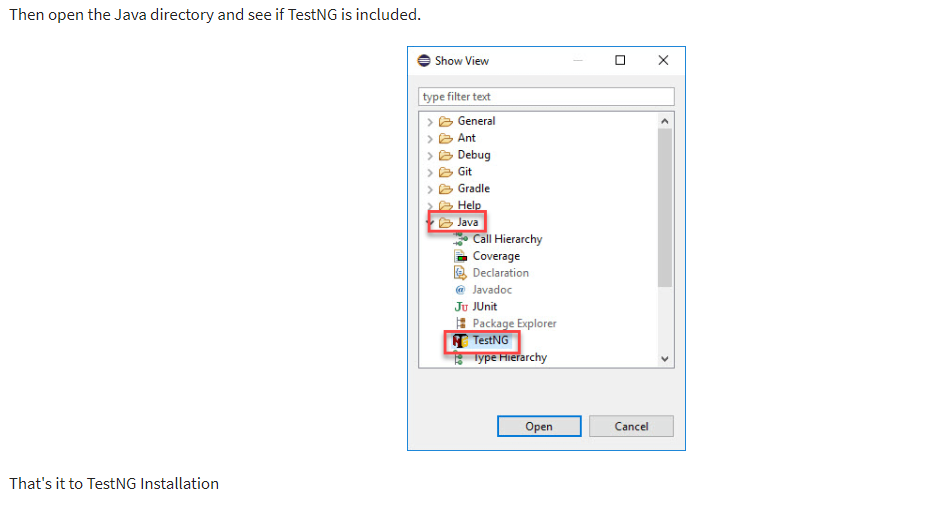 Then open the Java directory and see if TestNG is included.
Show View
type filter text
General
Ant
Debug
Git
Gradle
Help
Java
Call Hierarchy
Coverage
Declaration
@ Javadoc
JU JUnit
Package Explorer
TestNG
Type Hierarchy
Open Cancel
That's it to TestNG Installation